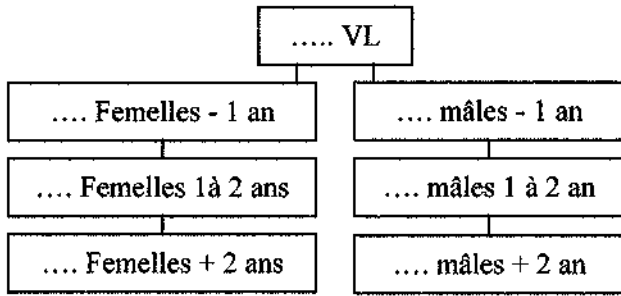 ..... VL
.... Femelles - 1 an
.... mâles - 1 an
.... Femelles 1à 2 ans
.... mâles 1 à 2 an
.... Femelles + 2 ans
.... mâles + 2 an